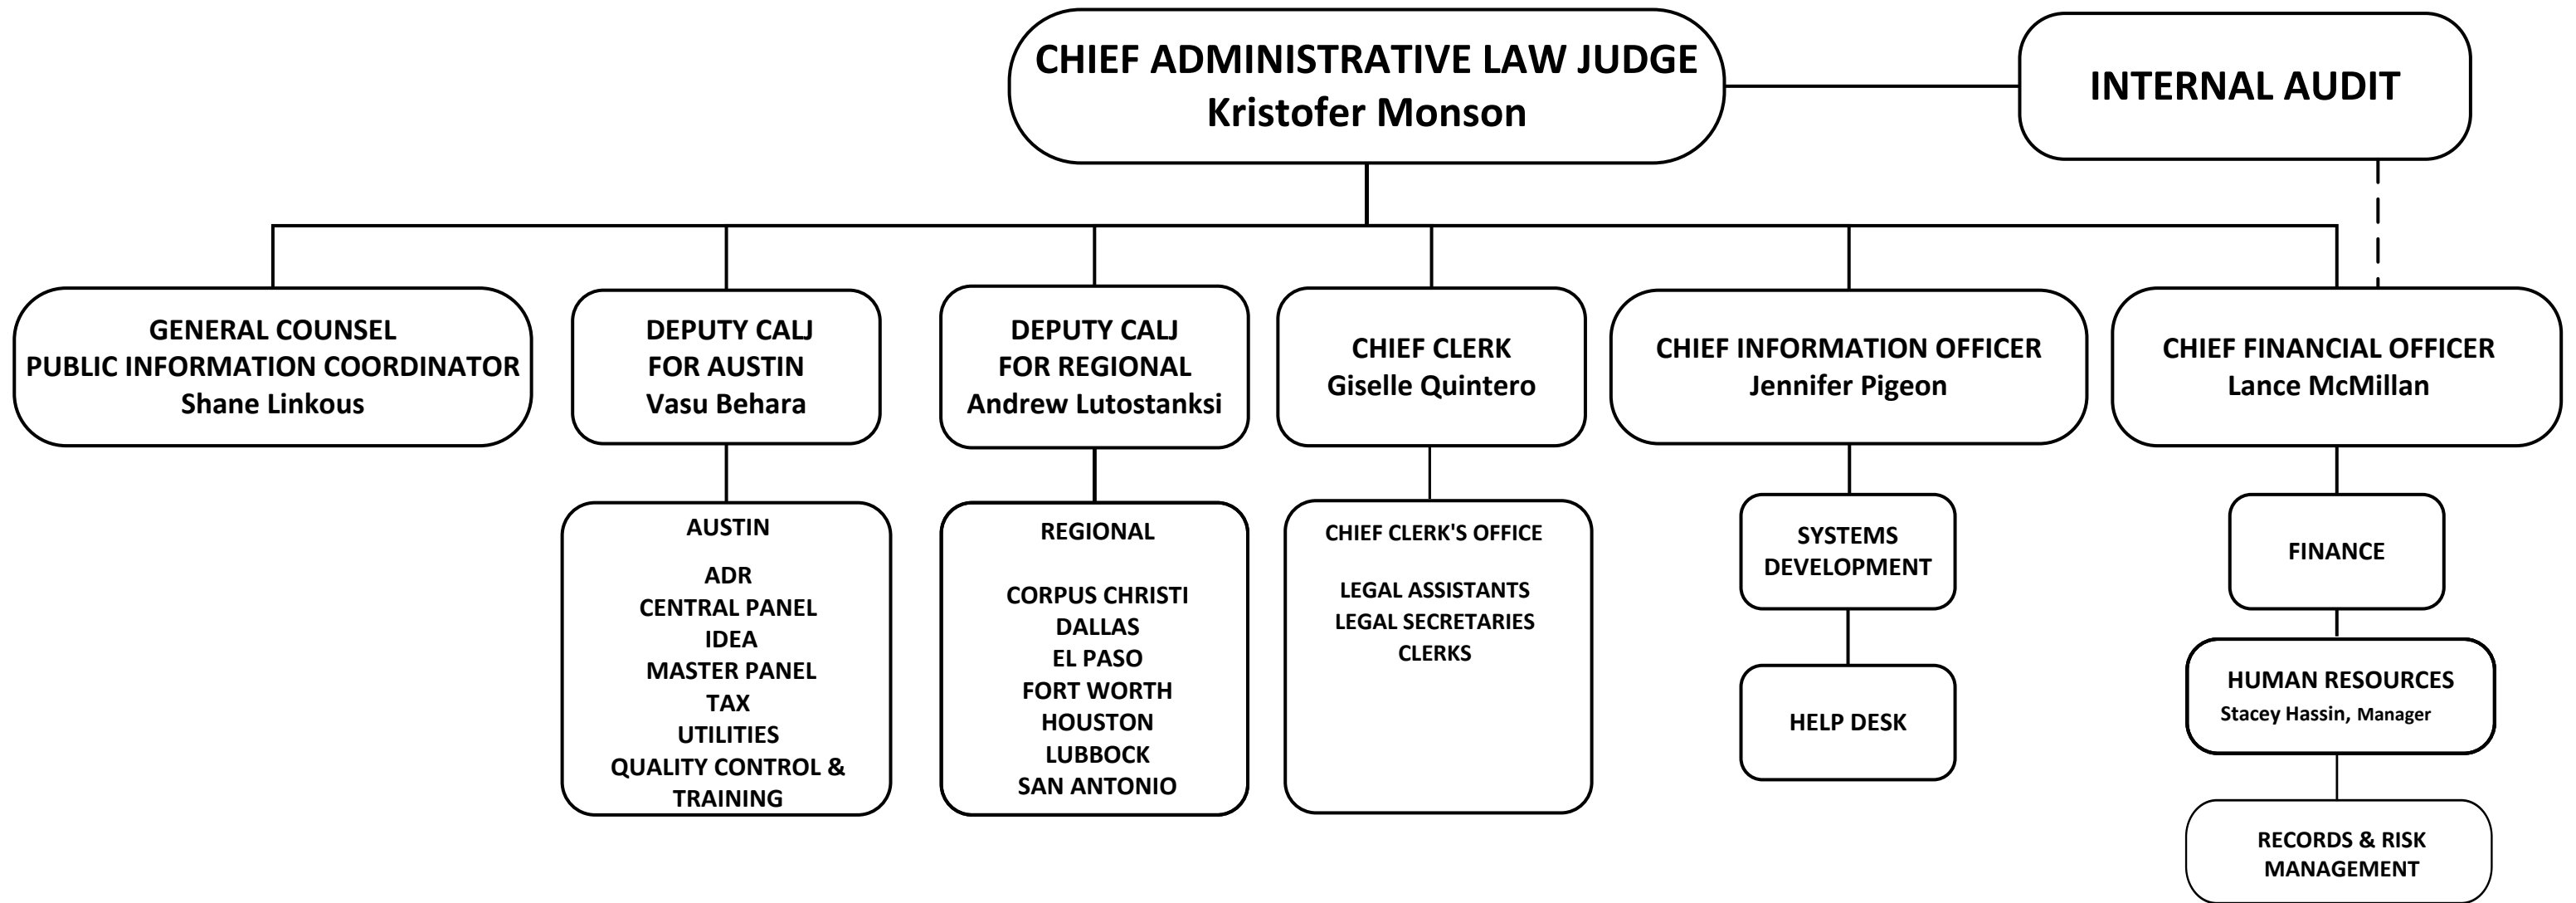 CHIEF ADMINISTRATIVE LAW JUDGE
Kristofer Monson
INTERNAL AUDIT
GENERAL COUNSEL
PUBLIC INFORMATION COORDINATOR
Shane Linkous
DEPUTY CALJ
FOR AUSTIN
Vasu Behara
DEPUTY CALJ
FOR REGIONAL
Andrew Lutostanksi
CHIEF CLERK
Giselle Quintero
CHIEF INFORMATION OFFICER
Jennifer Pigeon
CHIEF FINANCIAL OFFICER
Lance McMillan
AUSTIN
ADR
CENTRAL PANEL
IDEA
MASTER PANEL
TAX
UTILITIES
QUALITY CONTROL &
TRAINING
REGIONAL
CORPUS CHRISTI
DALLAS
EL PASO
FORT WORTH
HOUSTON
LUBBOCK
SAN ANTONIO
CHIEF CLERK'S OFFICE
LEGAL ASSISTANTS
LEGAL SECRETARIES
CLERKS
SYSTEMS
DEVELOPMENT
HELP DESK
FINANCE
HUMAN RESOURCES
Stacey Hassin, Manager
RECORDS & RISK
MANAGEMENT